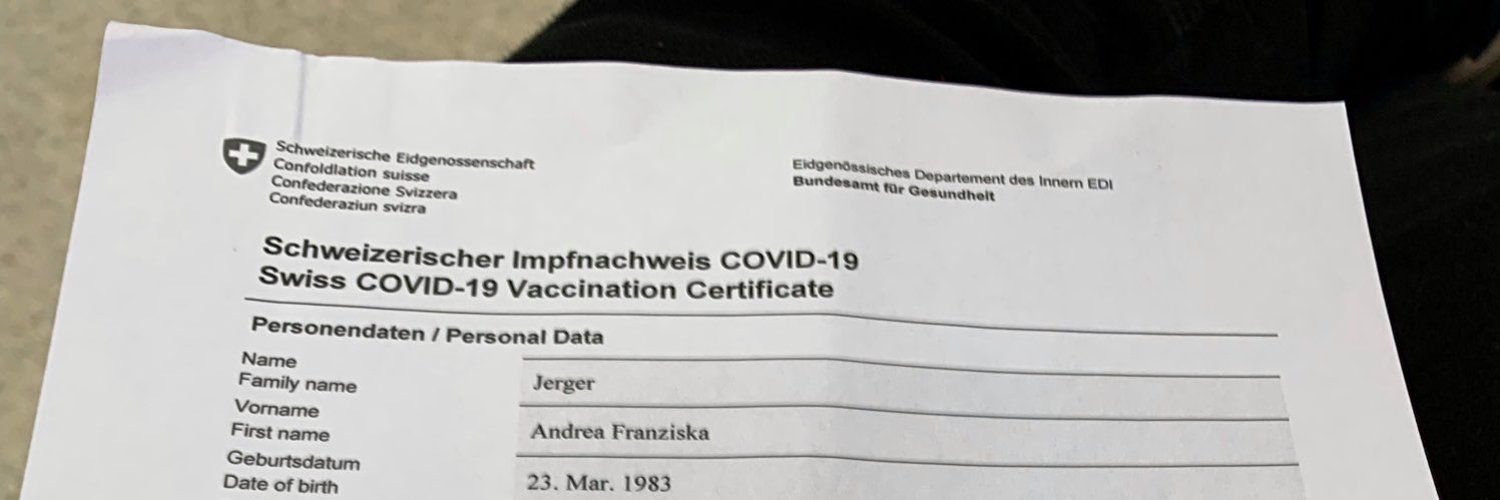 Schweizerische Eidgenossenschaft
Confoldlation suisse
Confederazione Svizzera
Confederaziun svizra
Eidgenössisches Departement des Innern EDI
Bundesamt für Gesundheit
Schweizerischer Impfnachweis COVID-19
Swiss COVID-19 Vaccination Certificate
Personendaten / Personal Data
Name
Family name
Jerger
Vorname
First name
Andrea Franziska
Geburtsdatum
Date of birth
23. Mar. 1983